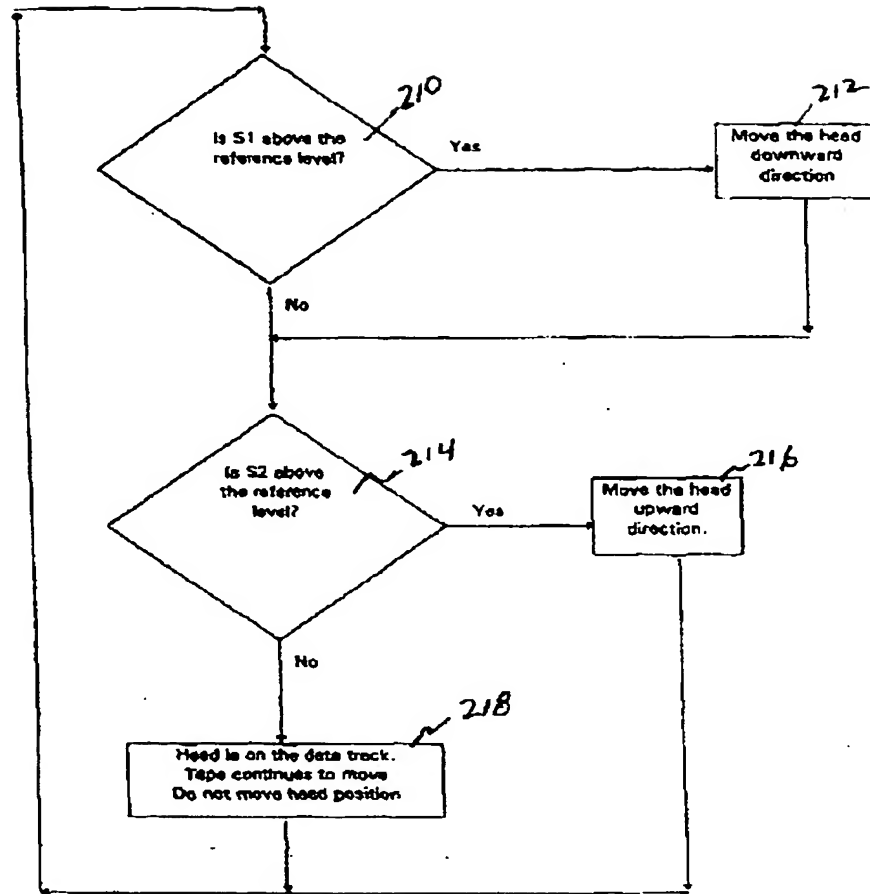 210
Is S1 above the
reference level?
Yes
212
Move the head
downward
direction
No
214
Is S2 above
the reference
level?
Yes
216
Move the head
upward
direction.
No
218
Head is on the data track.
Tape continues to move
Do not move head position